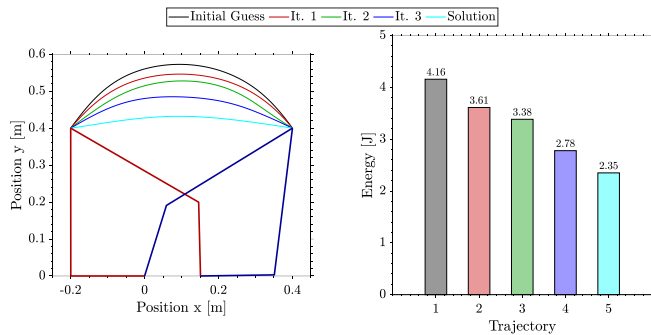 Initial Guess It. 1 It. 2 It. 3 Solution
0.6
0.5
0.4
0.3
0.2
0.1
0
Position y [m]
-0.2 0 0.2 0.4
Position x [m]
5
4
3
2
1
0
Energy [J]
4.16
3.61
3.38
2.78
2.35
1 2 3 4 5
Trajectory